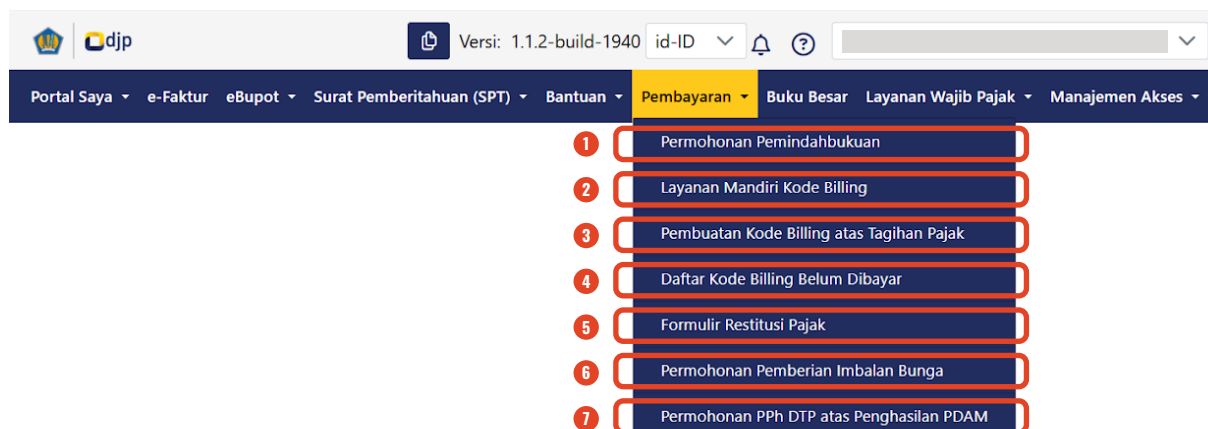 djp Versi: 1.1.2-build-1940 id-ID
Portal Saya e-Faktur eBupot Surat Pemberitahuan (SPT) Bantuan Pembayaran Buku Besar Layanan Wajib Pajak Manajemen Akses
1 Permohonan Pemindahbukuan
2 Layanan Mandiri Kode Billing
3 Pembuatan Kode Billing atas Tagihan Pajak
4 Daftar Kode Billing Belum Dibayar
5 Formulir Restitusi Pajak
6 Permohonan Pemberian Imbalan Bunga
7 Permohonan PPh DTP atas Penghasilan PDAM